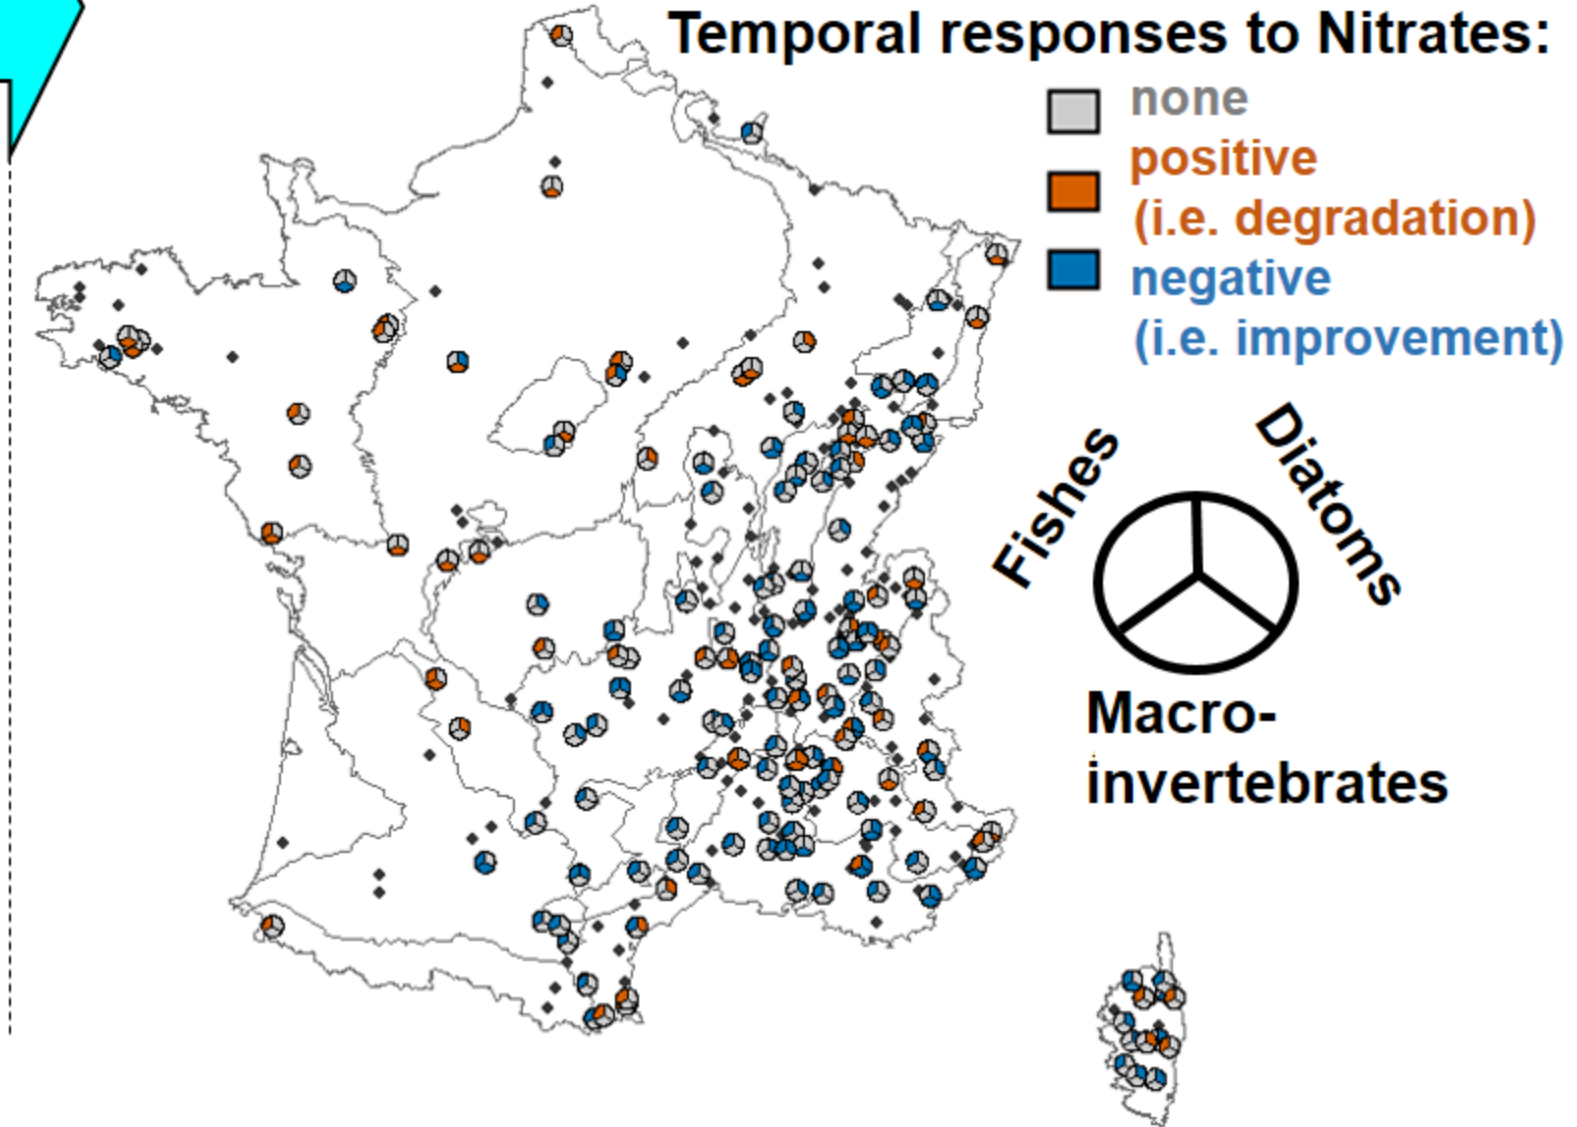 Temporal responses to Nitrates:
none
positive
(i.e. degradation)
negative
(i.e. improvement)
Fishes
Diatoms
Macro-
invertebrates